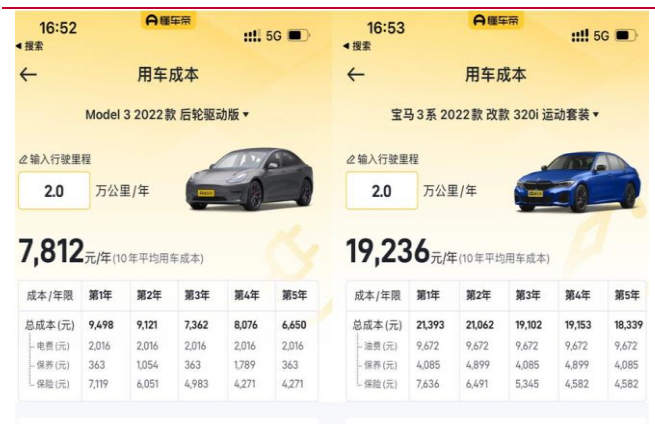 16:52
懂车帝
5G
搜索
用车成本
Model 3 2022款 后轮驱动版
输入行驶里程
2.0 万公里/年
7,812元/年(10年平均用车成本)
成本/年限 第1年 第2年 第3年 第4年 第5年
总成本(元) 9,498 9,121 7,362 8,076 6,650
电费(元) 2,016 2,016 2,016 2,016 2,016
保养(元) 363 1,054 363 1,789 363
保险(元) 7,119 6,051 4,983 4,271 4,271
16:53
懂车帝
5G
搜索
用车成本
宝马3系 2022款 改款 320i 运动套装
输入行驶里程
2.0 万公里/年
19,236元/年(10年平均用车成本)
成本/年限 第1年 第2年 第3年 第4年 第5年
总成本(元) 21,393 21,062 19,102 19,153 18,339
油费(元) 9,672 9,672 9,672 9,672 9,672
保养(元) 4,085 4,899 4,085 4,899 4,085
保险(元) 7,636 6,491 5,345 4,582 4,582